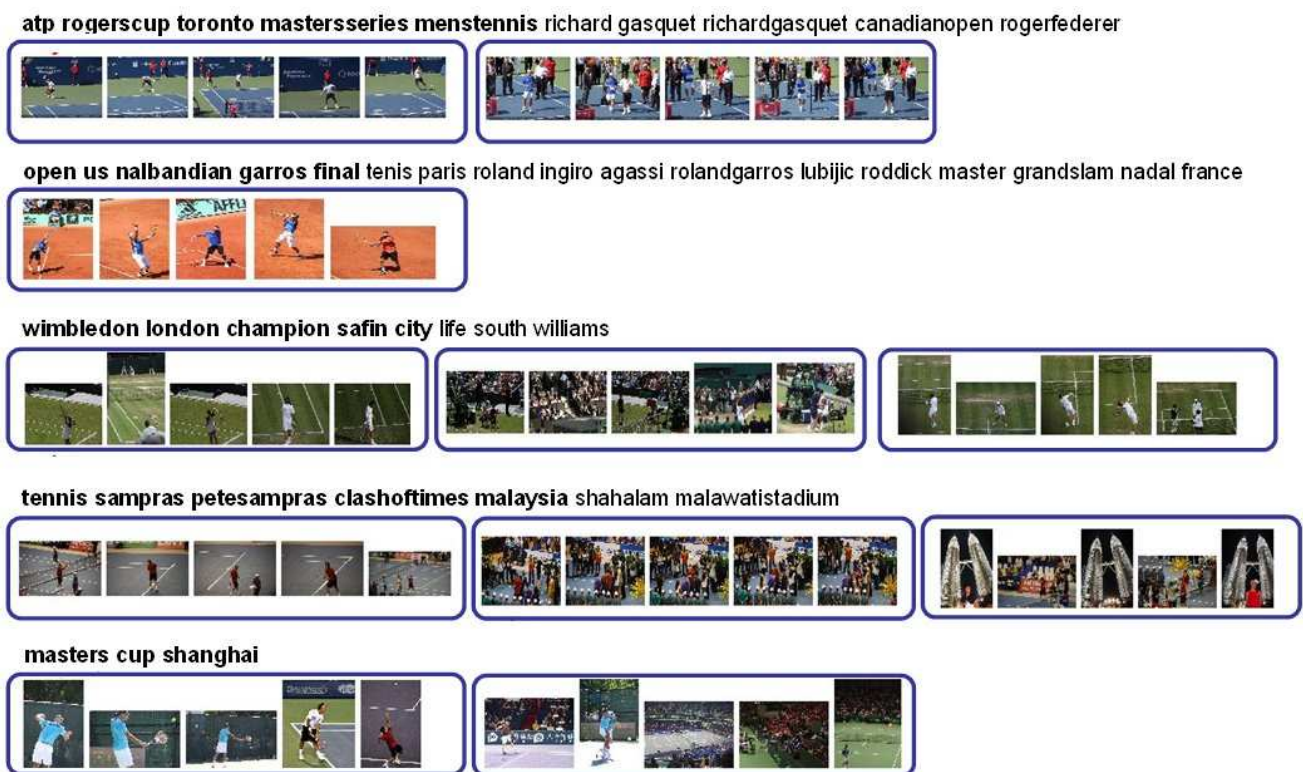 atp rogerscup toronto mastersseries menstennis richard gasquet richardgasquet canadianopen rogerfederer
open us nalbandian garros final tenis paris roland ingiro agassi rolandgarros lubijic roddick master grandslam nadal france
wimbledon london champion safin city life south williams
tennis sampras petesampras clashoftimes malaysia shahalam malawatistadium
masters cup shanghai